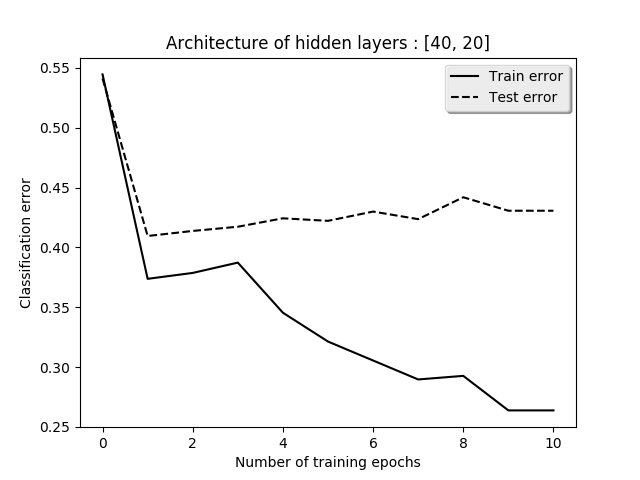 Architecture of hidden layers : [40, 20]
Train error
Test error
0.55
0.50
0.45
0.40
0.35
0.30
0.25
Classification error
0 2 4 6 8 10
Number of training epochs